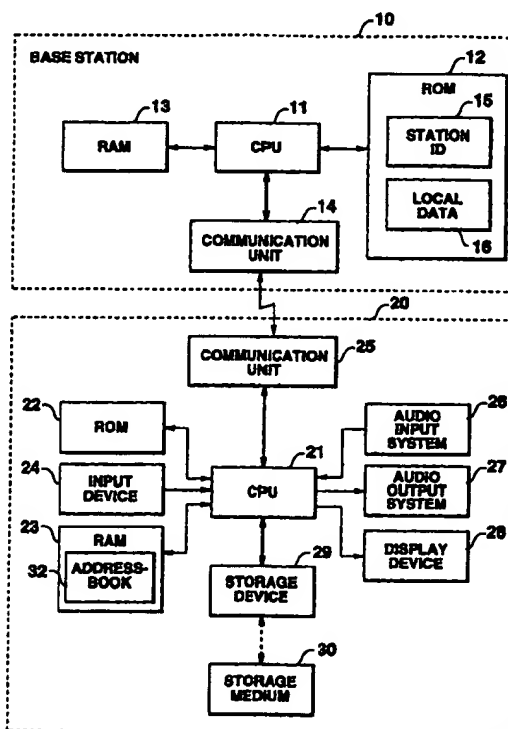 10
BASE STATION
12
13
11
ROM
15
RAM
CPU
STATION
ID
14
LOCAL
DATA
COMMUNICATION
UNIT
16
20
COMMUNICATION
UNIT
25
22
ROM
26
AUDIO
INPUT
SYSTEM
24
INPUT
DEVICE
21
CPU
27
AUDIO
OUTPUT
SYSTEM
23
RAM
32
ADDRESS-
BOOK
28
DISPLAY
DEVICE
29
STORAGE
DEVICE
30
STORAGE
MEDIUM